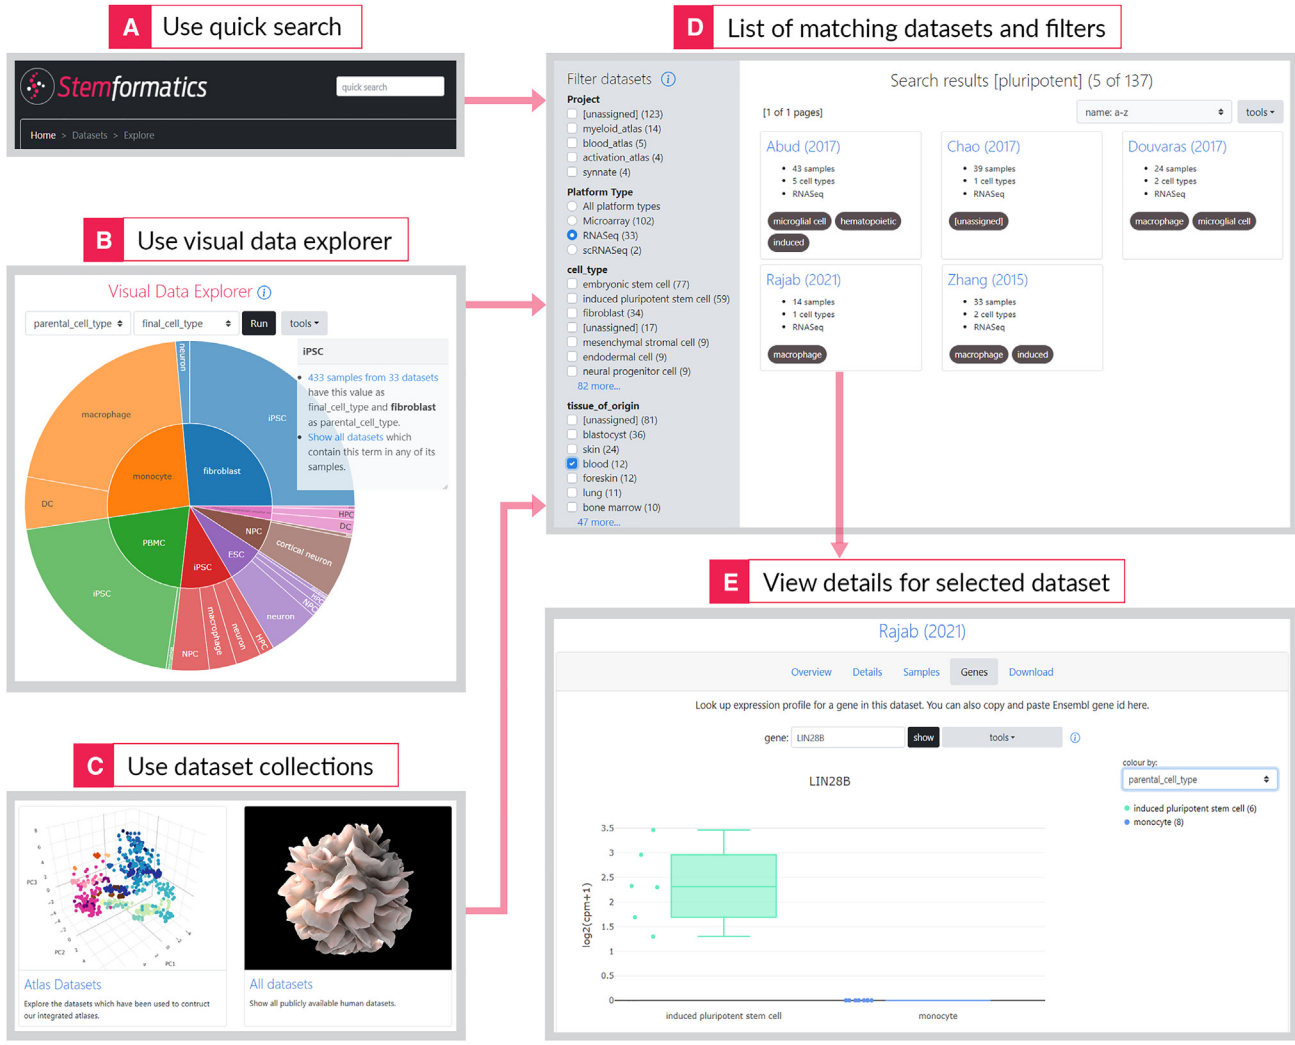 A Use quick search
Stemformatics
quick search
Home > Datasets > Explore
B Use visual data explorer
Visual Data Explorer
parental_cell_type
final_cell_type
Run
tools
iPSC
433 samples from 33 datasets
have this value as
final_cell_type and fibroblast
as parental_cell_type.
Show all datasets which
contain this term in any of its
samples.
neuron
macrophage
iPSC
monocyte
fibroblast
DC
PBMC
iPSC
ESC
NPC
HPC
DC
cortical neuron
iPSC
HPC
NPC
neuron
NPC
macrophage
neuron
HPC
C Use dataset collections
PC3
PC2
PC1
Atlas Datasets
Explore the datasets which have been used to contruct
our integrated atlases.
All datasets
Show all publicly available human datasets.
D List of matching datasets and filters
Filter datasets
Project
[unassigned] (123)
myeloid_atlas (14)
blood_atlas (5)
activation_atlas (4)
synnate (4)
Platform Type
All platform types
Microarray (102)
RNASeq (33)
scRNASeq (2)
cell_type
embryonic stem cell (77)
induced pluripotent stem cell (59)
fibroblast (34)
[unassigned] (17)
mesenchymal stromal cell (9)
endodermal cell (9)
neural progenitor cell (9)
82 more...
tissue_of_origin
[unassigned] (81)
blastocyst (36)
skin (24)
blood (12)
foreskin (12)
lung (11)
bone marrow (10)
47 more...
Search results [pluripotent] (5 of 137)
[1 of 1 pages]
name: a-z
tools
Abud (2017)
43 samples
5 cell types
RNASeq
microglial cell
hematopoietic
induced
Chao (2017)
39 samples
1 cell types
RNASeq
[unassigned]
Douvaras (2017)
24 samples
2 cell types
RNASeq
macrophage
microglial cell
Rajab (2021)
14 samples
1 cell types
RNASeq
macrophage
Zhang (2015)
33 samples
2 cell types
RNASeq
macrophage
induced
E View details for selected dataset
Rajab (2021)
Overview Details Samples Genes Download
Look up expression profile for a gene in this dataset. You can also copy and paste Ensembl gene id here.
gene: LIN28B show tools
colour by:
parental_cell_type
induced pluripotent stem cell (6)
monocyte (8)
LIN28B
log2(cpm+1)
3.5
3
2.5
2
1.5
1
0.5
0
induced pluripotent stem cell
monocyte